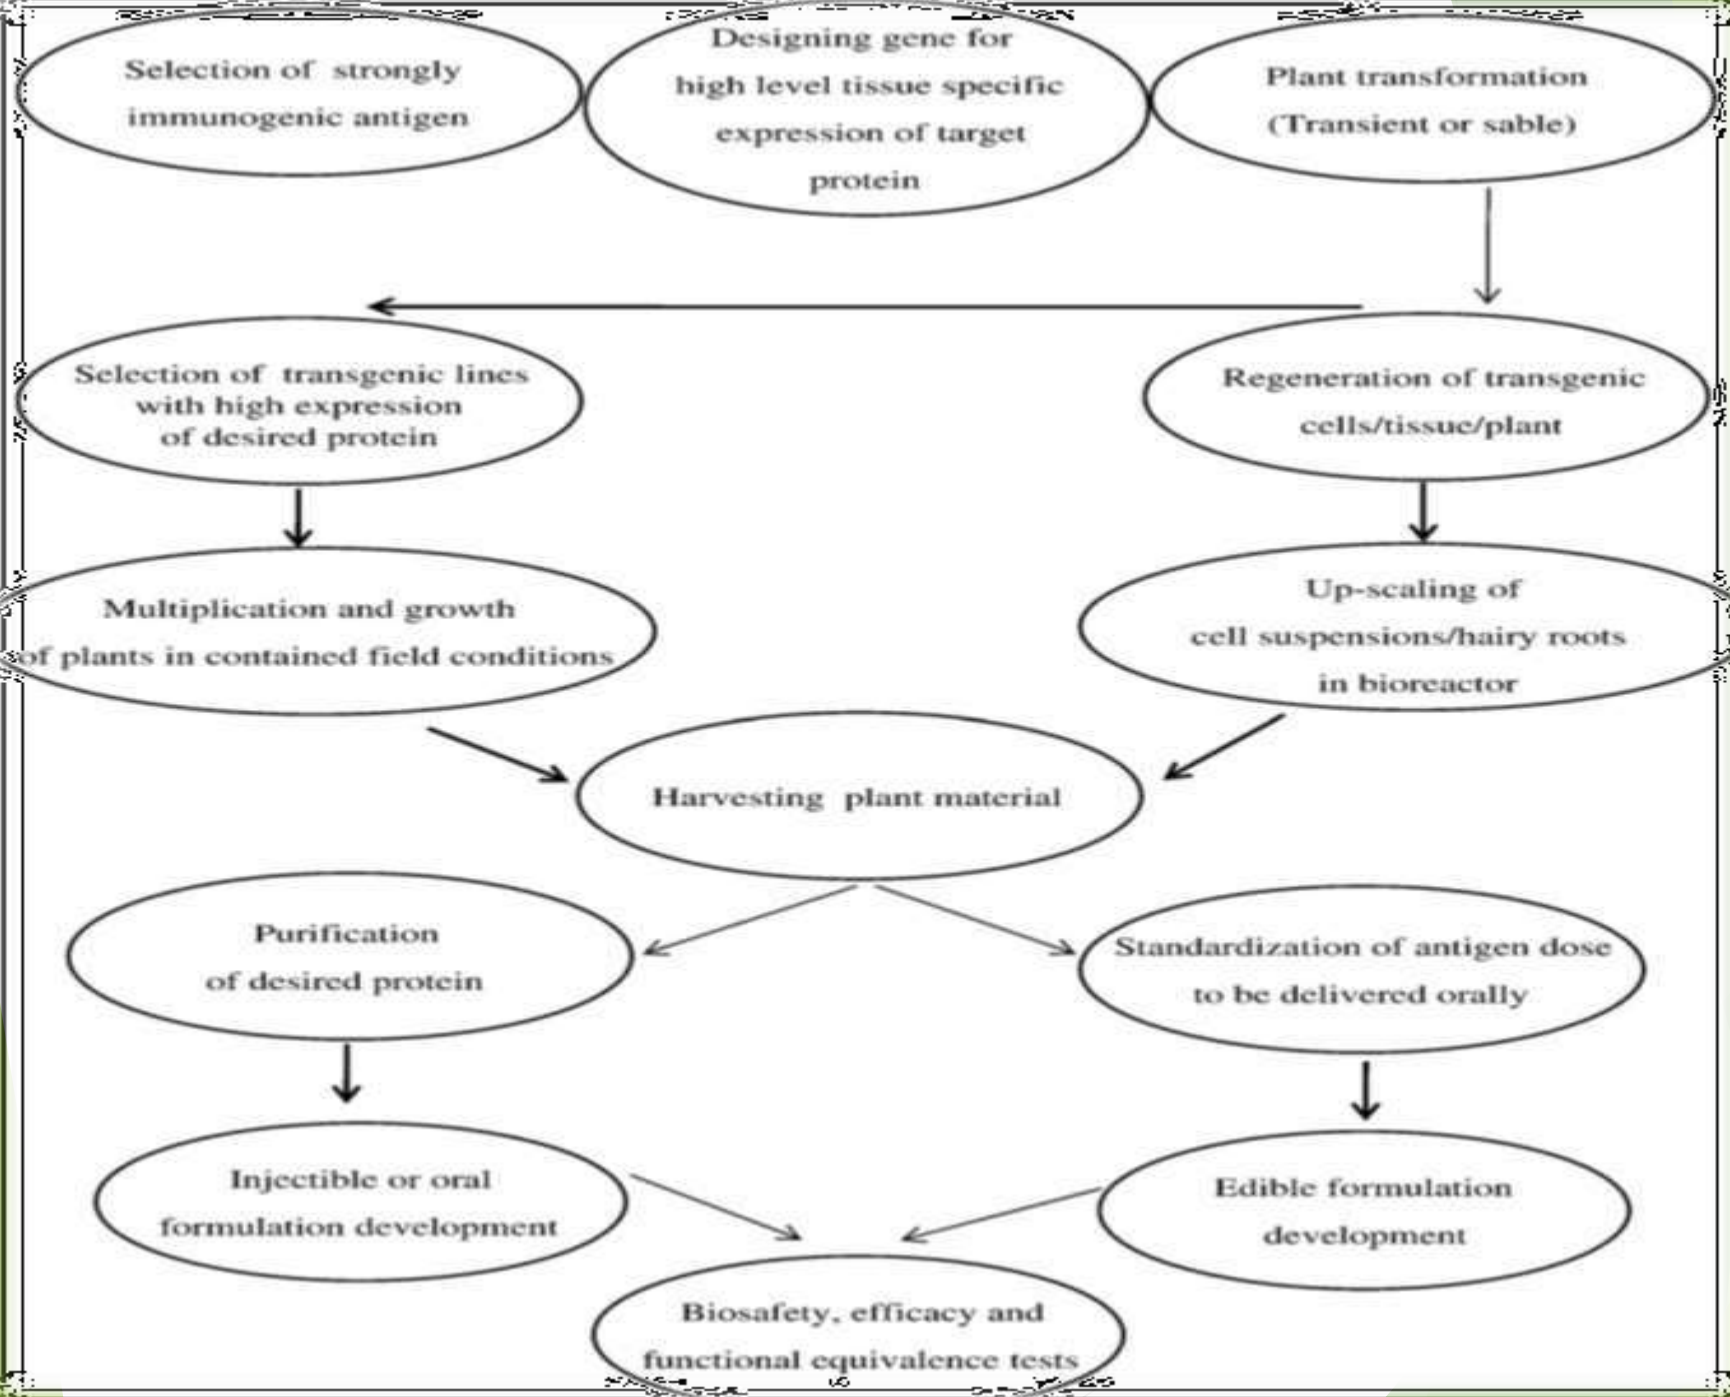 Selection of strongly
immunogenic antigen
Designing gene for
high level tissue specific
expression of target
protein
Plant transformation
(Transient or sable)
Selection of transgenic lines
with high expression
of desired protein
Regeneration of transgenic
cells/tissue/plant
Multiplication and growth
of plants in contained field conditions
Up-scaling of
cell suspensions/hairy roots
in bioreactor
Harvesting plant material
Purification
of desired protein
Standardization of antigen dose
to be delivered orally
Injectible or oral
formulation development
Edible formulation
development
Biosafety, efficacy and
functional equivalence tests